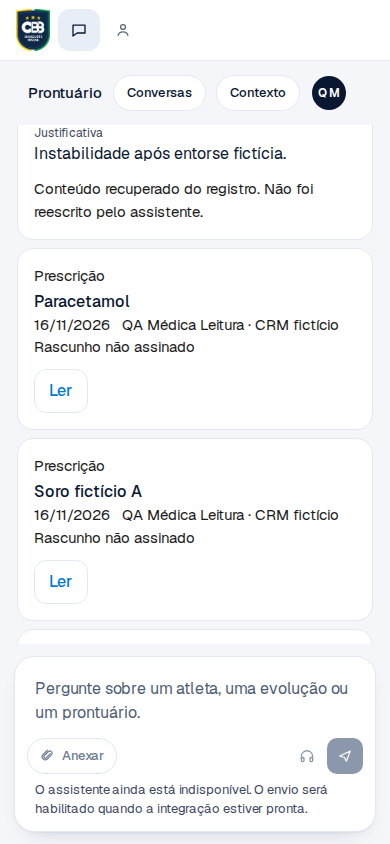 CBB
Prontuário
Conversas
Contexto
QM
Justificativa
Instabilidade após entorse fictícia.
Conteúdo recuperado do registro. Não foi
reescrito pelo assistente.
Prescrição
Paracetamol
16/11/2026 QA Médica Leitura · CRM fictício
Rascunho não assinado
Ler
Prescrição
Soro fictício A
16/11/2026 QA Médica Leitura · CRM fictício
Rascunho não assinado
Ler
Pergunte sobre um atleta, uma evolução ou
um prontuário.
Anexar
O assistente ainda está indisponível. O envio será
habilitado quando a integração estiver pronta.